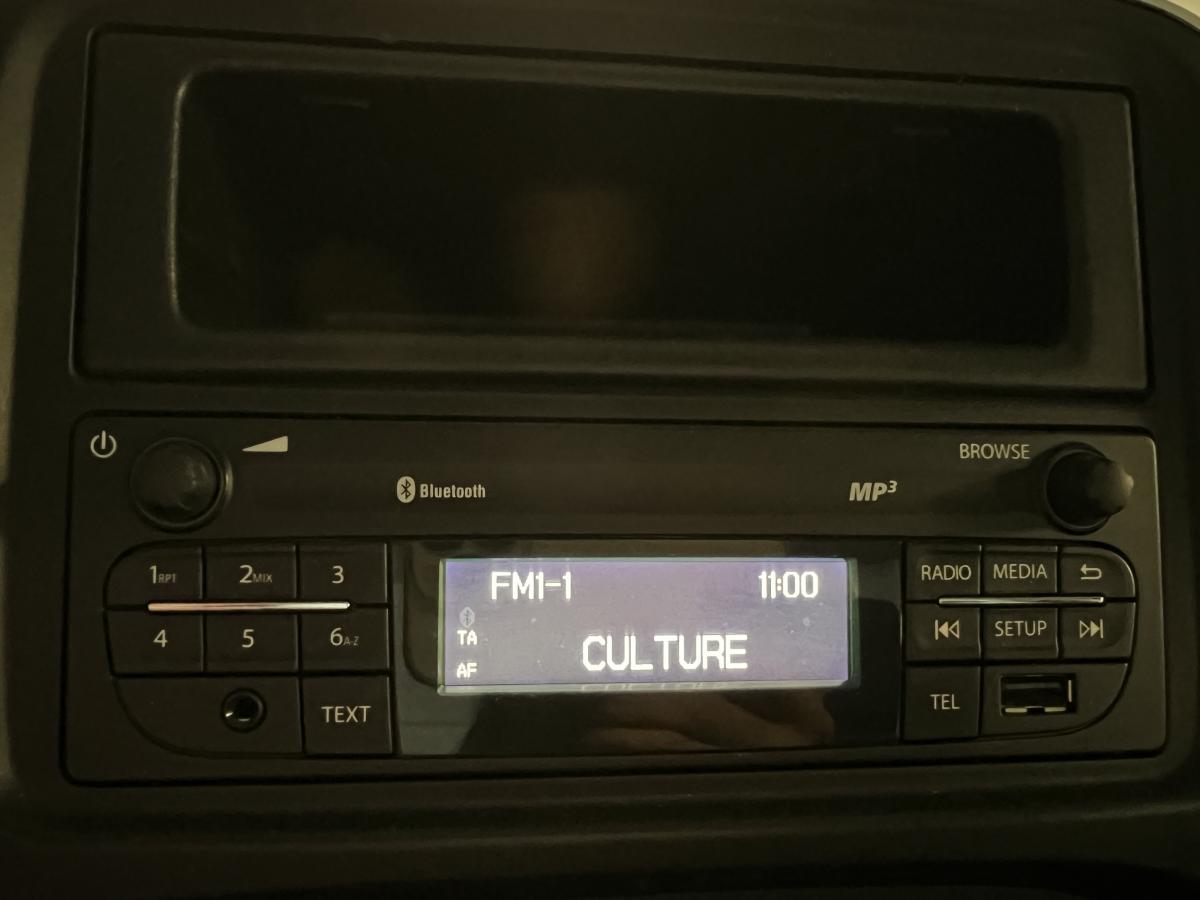 BROWSE
Bluetooth
MP3
1RPT 2MIX 3
4 5 6A-Z
TEXT
FM1-1 11:00
TA
CULTURE
AF
RADIO MEDIA
SETUP
TEL